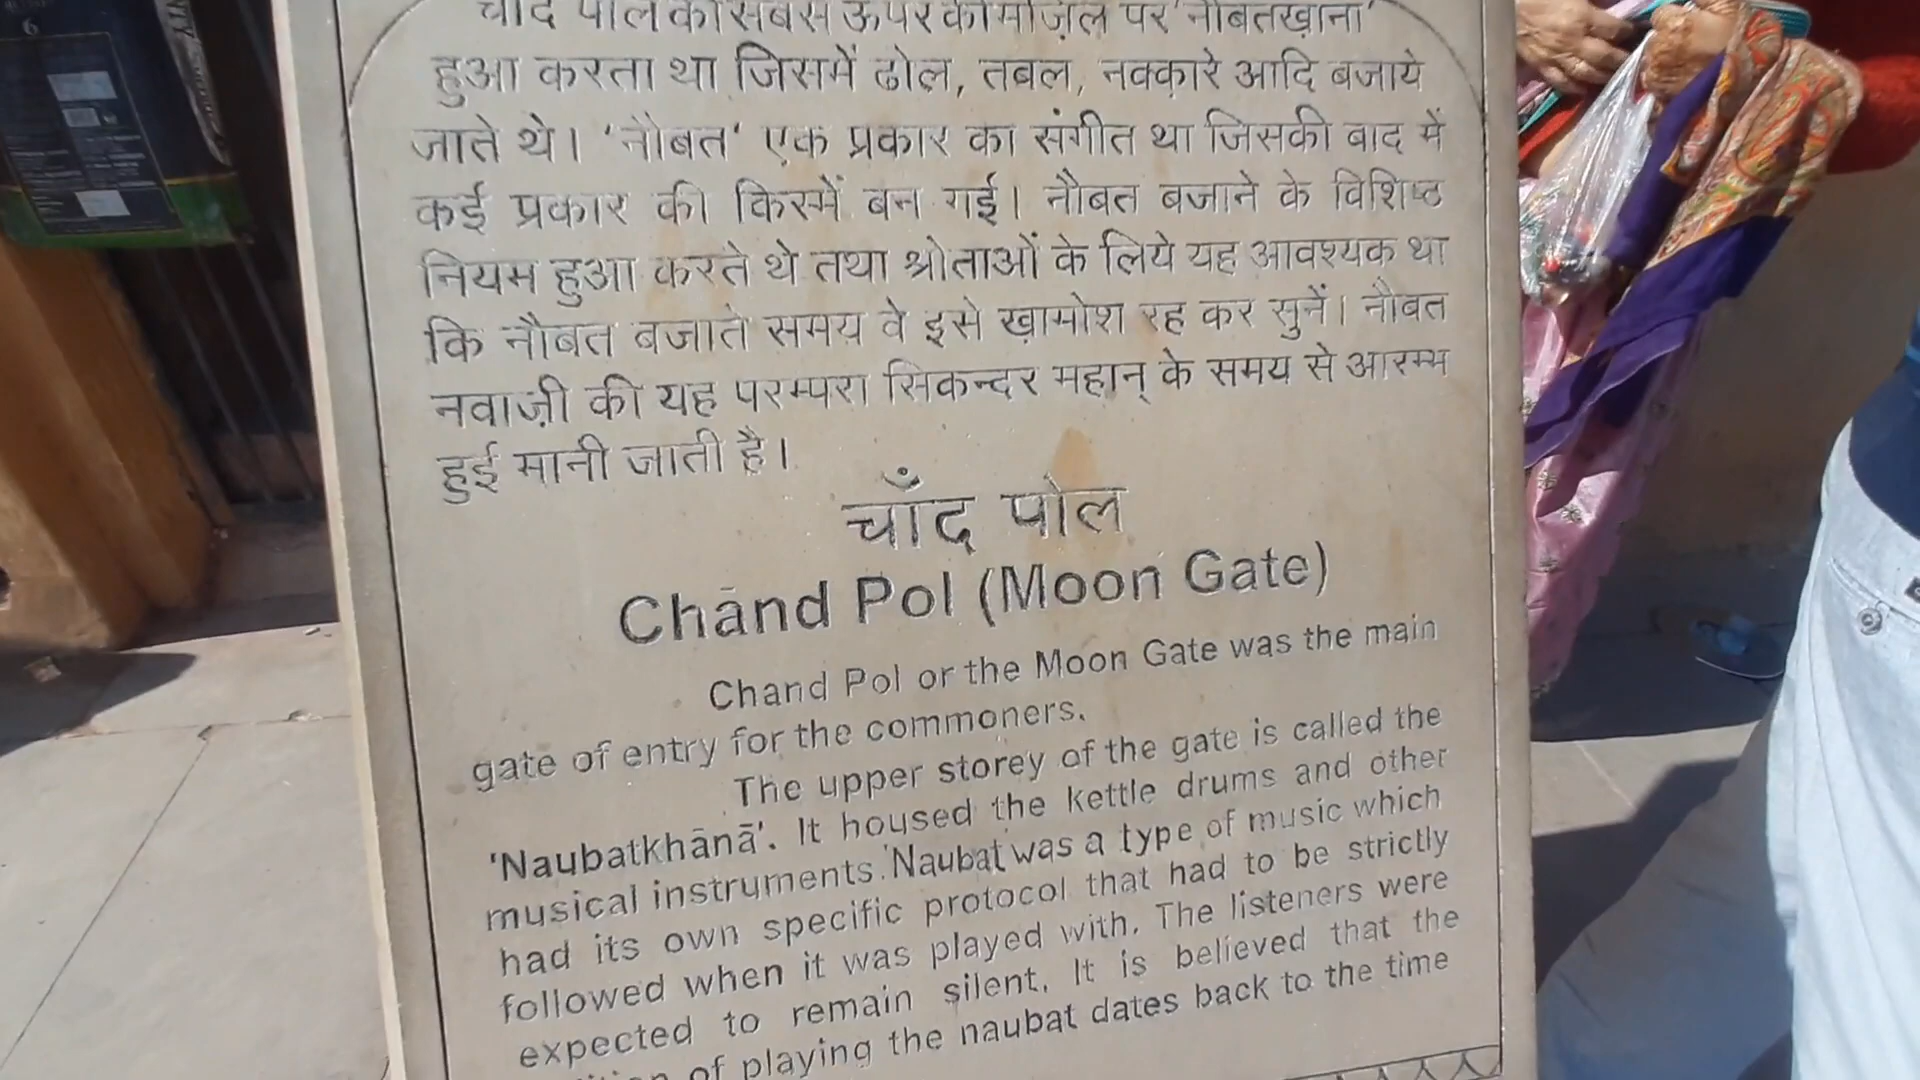 चाँद पोल की सबसे ऊपर की मंज़िल पर 'नौबतख़ाना'
हुआ करता था जिसमें ढोल, तबल, नक्कारे आदि बजाये
जाते थे। 'नौबत' एक प्रकार का संगीत था जिसकी बाद में
कई प्रकार की किस्में बन गई। नौबत बजाने के विशिष्ठ
नियम हुआ करते थे तथा श्रोताओं के लिये यह आवश्यक था
कि नौबत बजाते समय वे इसे ख़ामोश रह कर सुनें। नौबत
नवाज़ी की यह परम्परा सिकन्दर महान् के समय से आरम्भ
हुई मानी जाती है।
चाँद पोल
Chānd Pol (Moon Gate)
Chand Pol or the Moon Gate was the main
gate of entry for the commoners.
The upper storey of the gate is called the
'Naubatkhānā'. It housed the kettle drums and other
musical instruments. 'Naubat' was a type of music which
had its own specific protocol that had to be strictly
followed when it was played with. The listeners were
expected to remain silent. It is believed that the
of playing the naubat dates back to the time
6